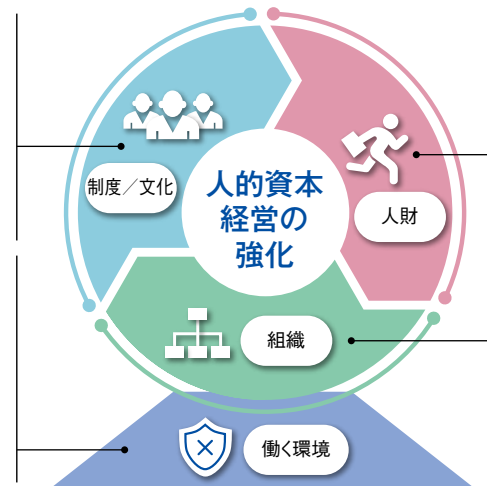 制度／文化
人的資本
経営の
強化
人財
組織
働く環境